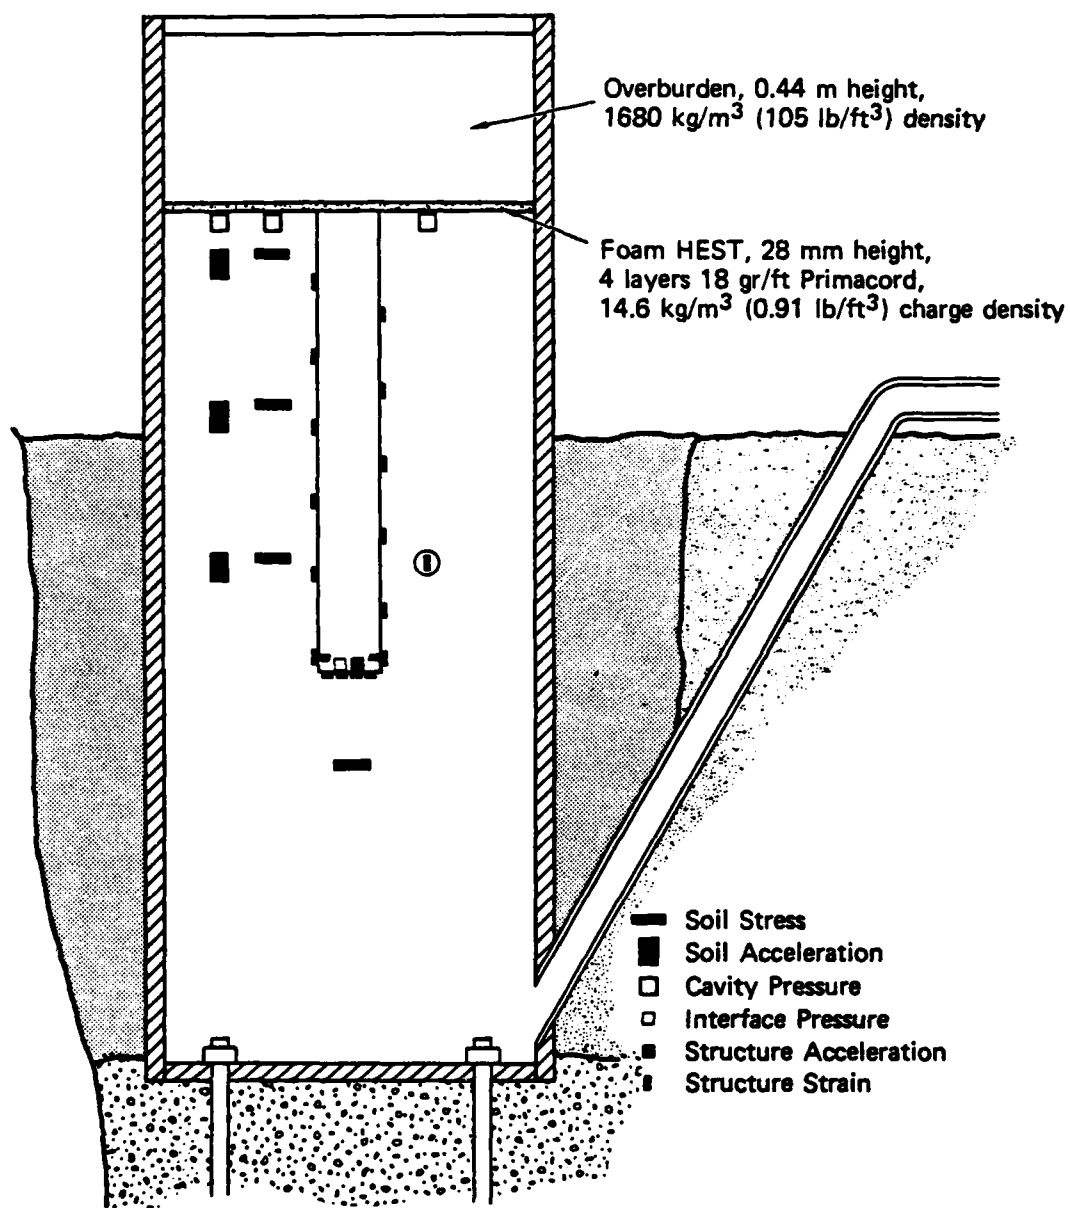 Overburden, 0.44 m height,
1680 kg/m³ (105 lb/ft³) density
Foam HEST, 28 mm height,
4 layers 18 gr/ft Primacord,
14.6 kg/m³ (0.91 lb/ft³) charge density
Soil Stress
Soil Acceleration
Cavity Pressure
Interface Pressure
Structure Acceleration
Structure Strain